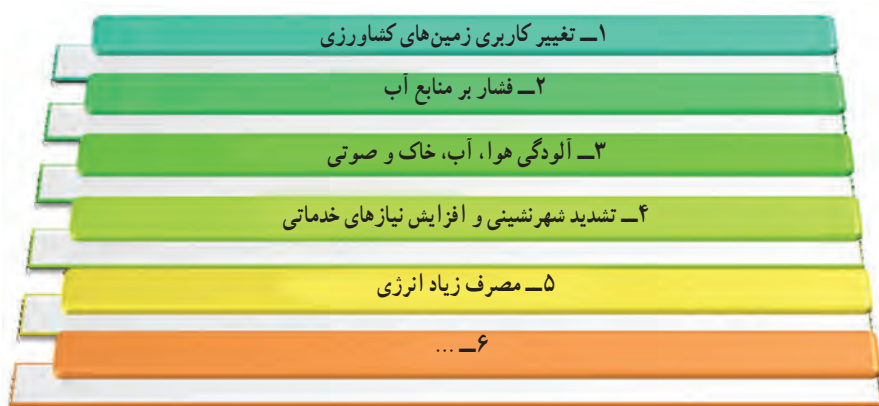 ۱ــ تغییر کاربری زمین‌های کشاورزی
۲ــ فشار بر منابع آب
۳ــ آلودگی هوا، آب، خاک و صوتی
۴ــ تشدید شهرنشینی و افزایش نیازهای خدماتی
۵ــ مصرف زیاد انرژی
۶ــ ...